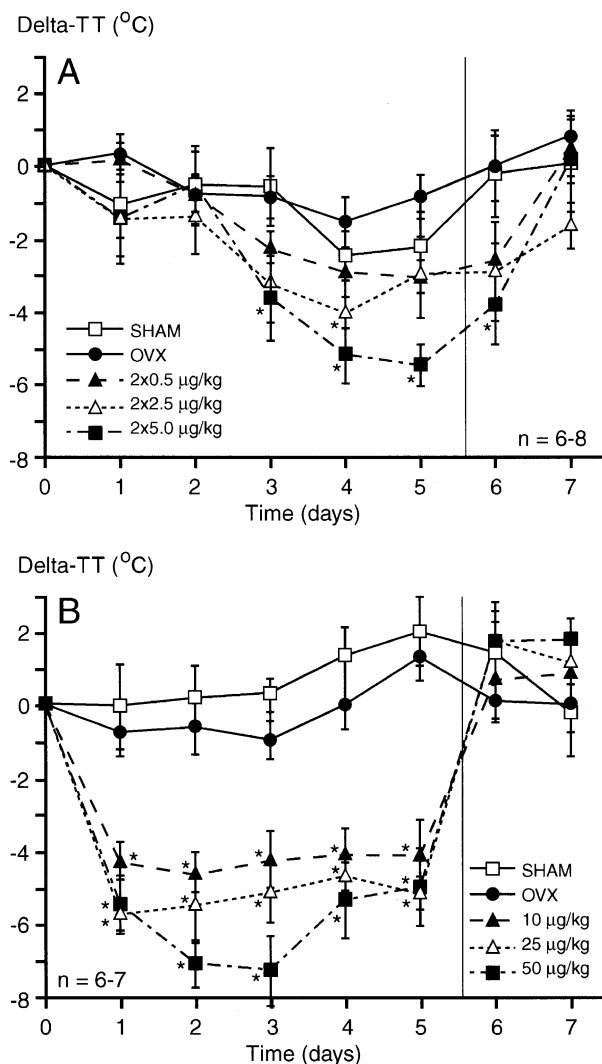 Delta-TT (°C)
A
2
0
-2
-4
-6
-8
* * * * *
SHAM
OVX
2x0.5 µg/kg
2x2.5 µg/kg
2x5.0 µg/kg
n = 6-8
0 1 2 3 4 5 6 7
Time (days)
Delta-TT (°C)
B
2
0
-2
-4
-6
-8
* * * * * * * * * * * * * * *
SHAM
OVX
10 µg/kg
25 µg/kg
50 µg/kg
n = 6-7
0 1 2 3 4 5 6 7
Time (days)